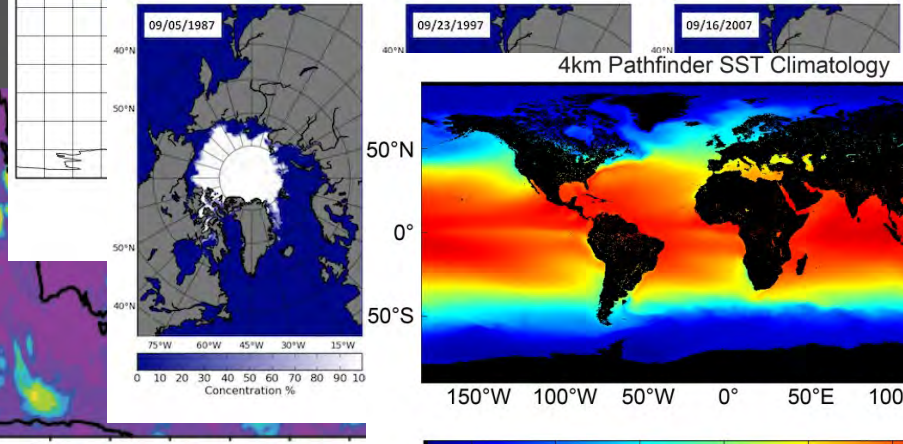 09/05/1987
09/23/1997
09/16/2007
40°N
50°N
50°N
40°N
75°W 60°W 45°W 30°W 15°W
0 10 20 30 40 50 60 70 80 90 10
Concentration %
40°N
40°N
4km Pathfinder SST Climatology
50°N
0°
50°S
150°W 100°W 50°W 0° 50°E 100